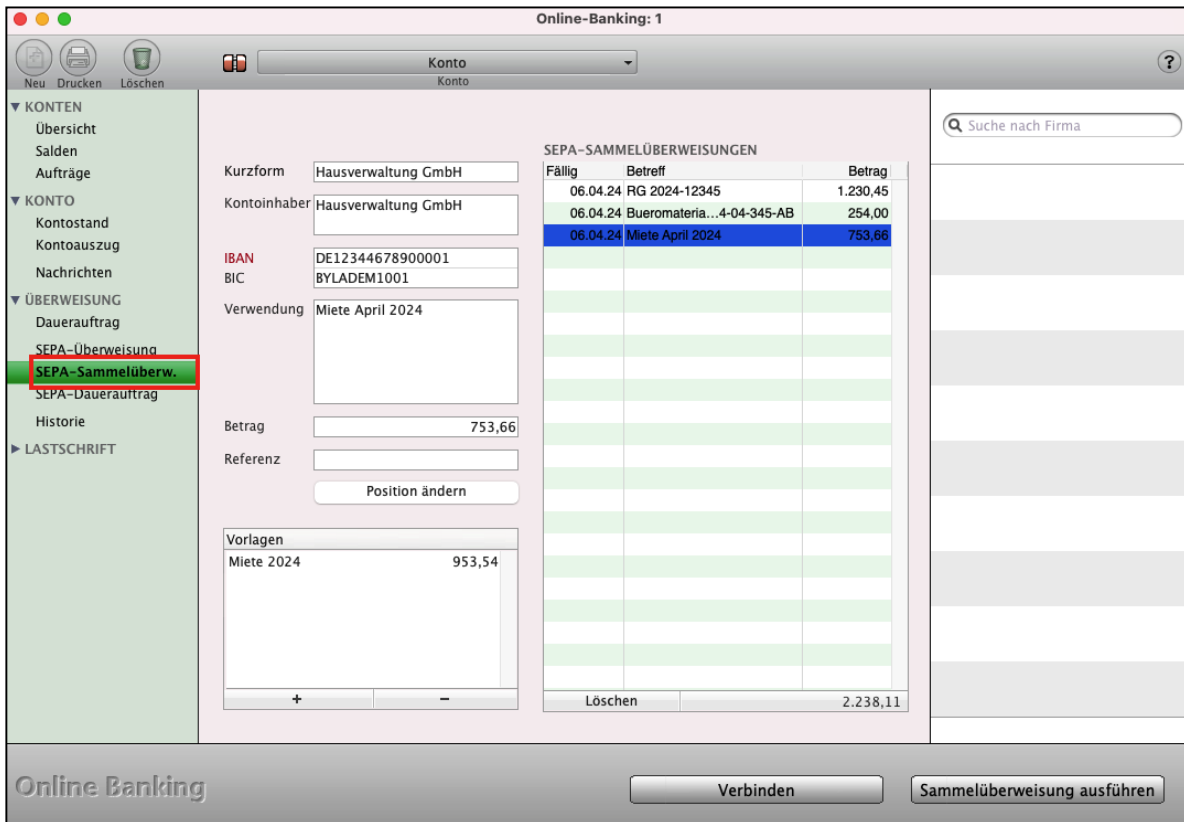 Online-Banking: 1
Neu Drucken Löschen
Konto
Konto
?
KONTEN
Übersicht
Salden
Aufträge
KONTO
Kontostand
Kontoauszug
Nachrichten
ÜBERWEISUNG
Dauerauftrag
SEPA-Überweisung
SEPA-Sammelüberw.
SEPA-Dauerauftrag
Historie
LASTSCHRIFT
Kurzform Hausverwaltung GmbH
Kontoinhaber Hausverwaltung GmbH
IBAN DE12344678900001
BIC BYLADEM1001
Verwendung Miete April 2024
Betrag 753,66
Referenz
Position ändern
Vorlagen
Miete 2024 953,54
+ −
SEPA-SAMMELÜBERWEISUNGEN
Fällig Betreff Betrag
06.04.24 RG 2024-12345 1.230,45
06.04.24 Bueromateria...4-04-345-AB 254,00
06.04.24 Miete April 2024 753,66
Löschen 2.238,11
Suche nach Firma
Online Banking
Verbinden
Sammelüberweisung ausführen